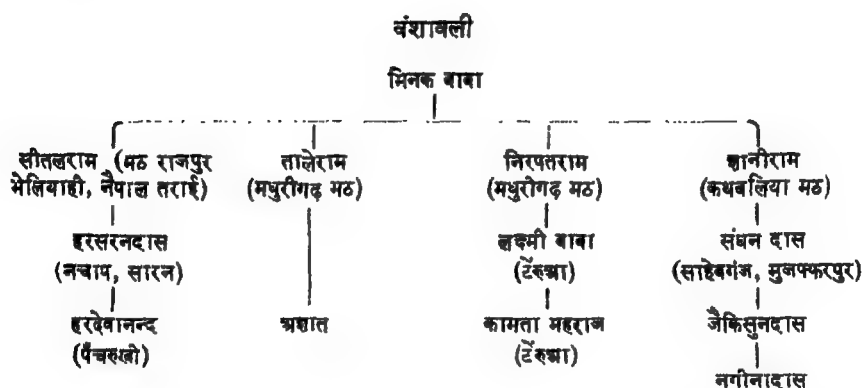 वंशावली
मिनक बाबा
सीतलराम (मठ राजपुर तालेराम निरपतराम ज्ञानीराम
भेलियाही, नैपाल तराई) (मधुरीगढ़ मठ) (मधुरीगढ़ मठ) (कथवलिया मठ)
हरसरनदास लक्ष्मी बाबा संघन दास
(नचाप, सारन) (टेंरुआ) (साहेबगंज, मुजफ्फरपुर)
हरदेवानन्द अज्ञात कामता महराज जैकिसुनदास
(पँचरुखी) (टेंरुआ)
नगीनादास